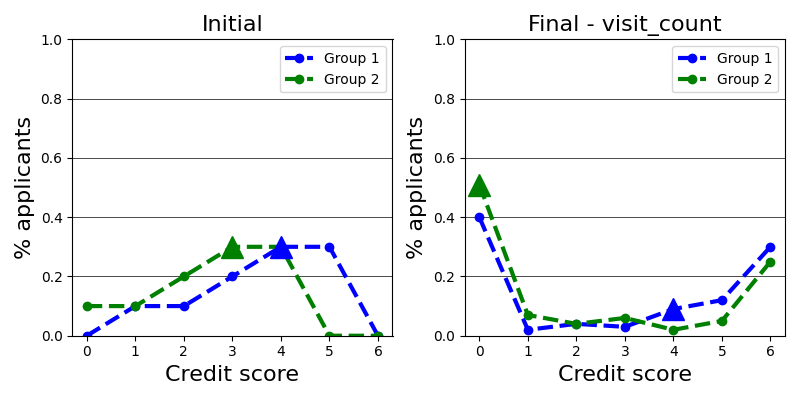 Initial
Final - visit_count
1.0
0.8
0.6
0.4
0.2
0.0
% applicants
Group 1
Group 2
0 1 2 3 4 5 6
Credit score
1.0
0.8
0.6
0.4
0.2
0.0
% applicants
Group 1
Group 2
0 1 2 3 4 5 6
Credit score